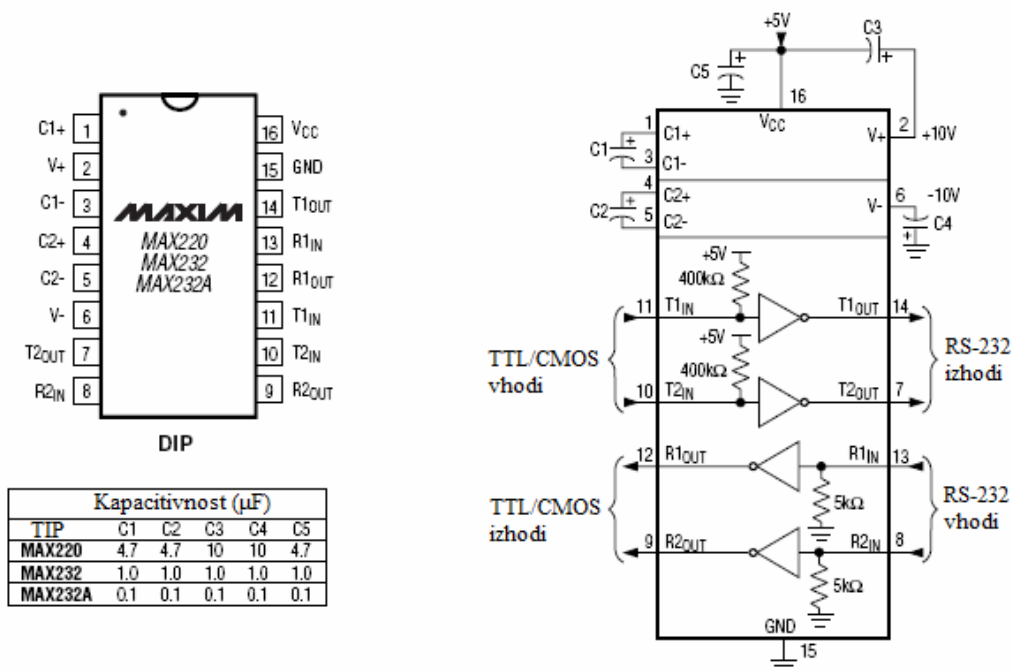 C1+ 1
V+ 2
C1- 3
C2+ 4
C2- 5
V- 6
T2OUT 7
R2IN 8
16 VCC
15 GND
14 T1OUT
13 R1IN
12 R1OUT
11 T1IN
10 T2IN
9 R2OUT
MAXIM
MAX220
MAX232
MAX232A
DIP
Kapacitivnost (µF)
TIP C1 C2 C3 C4 C5
MAX220 4.7 4.7 10 10 4.7
MAX232 1.0 1.0 1.0 1.0 1.0
MAX232A 0.1 0.1 0.1 0.1 0.1
+5V
C3
+
C5 +
+
16
VCC
1 C1+
C1 +
3 C1-
V+ 2 +10V
4 C2+
C2 +
5 C2-
V- 6 -10V
C4
+
+5V
400kΩ
11 T1IN
T1OUT 14
+5V
400kΩ
10 T2IN
T2OUT 7
TTL/CMOS
vhodi
RS-232
izhodi
12 R1OUT
R1IN 13
5kΩ
9 R2OUT
R2IN 8
5kΩ
TTL/CMOS
izhodi
RS-232
vhodi
GND
15